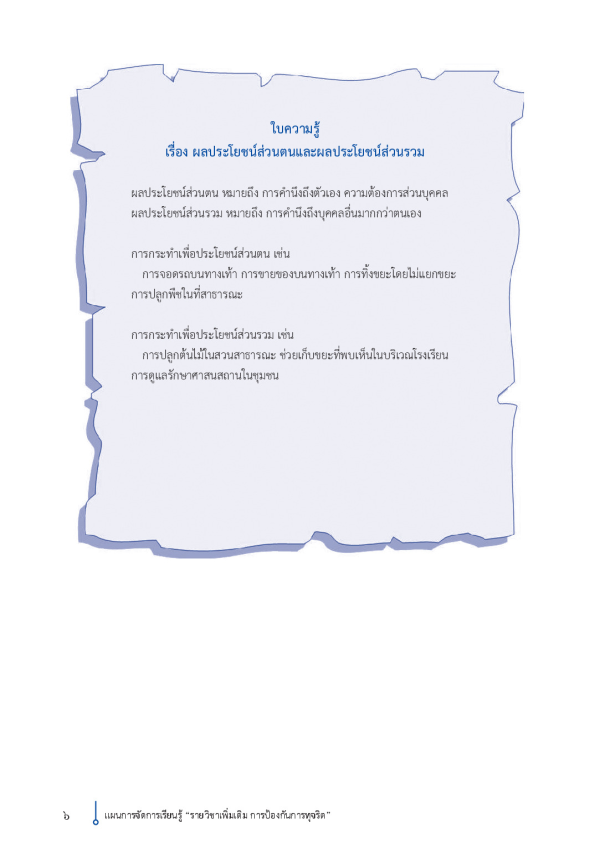 ใบความรู้
เรื่อง ผลประโยชน์ส่วนตนและผลประโยชน์ส่วนรวม
ผลประโยชน์ส่วนตน หมายถึง การคำนึงถึงตัวเอง ความต้องการส่วนบุคคล
ผลประโยชน์ส่วนรวม หมายถึง การคำนึงถึงบุคคลอื่นมากกว่าตนเอง
การกระทำเพื่อประโยชน์ส่วนตน เช่น
การจอดรถบนทางเท้า การขายของบนทางเท้า การทิ้งขยะโดยไม่แยกขยะ
การปลูกพืชในที่สาธารณะ
การกระทำเพื่อประโยชน์ส่วนรวม เช่น
การปลูกต้นไม้ในสวนสาธารณะ ช่วยเก็บขยะที่พบเห็นในบริเวณโรงเรียน
การดูแลรักษาศาสนสถานในชุมชน
๖ แผนการจัดการเรียนรู้ “รายวิชาเพิ่มเติม การป้องกันการทุจริต”